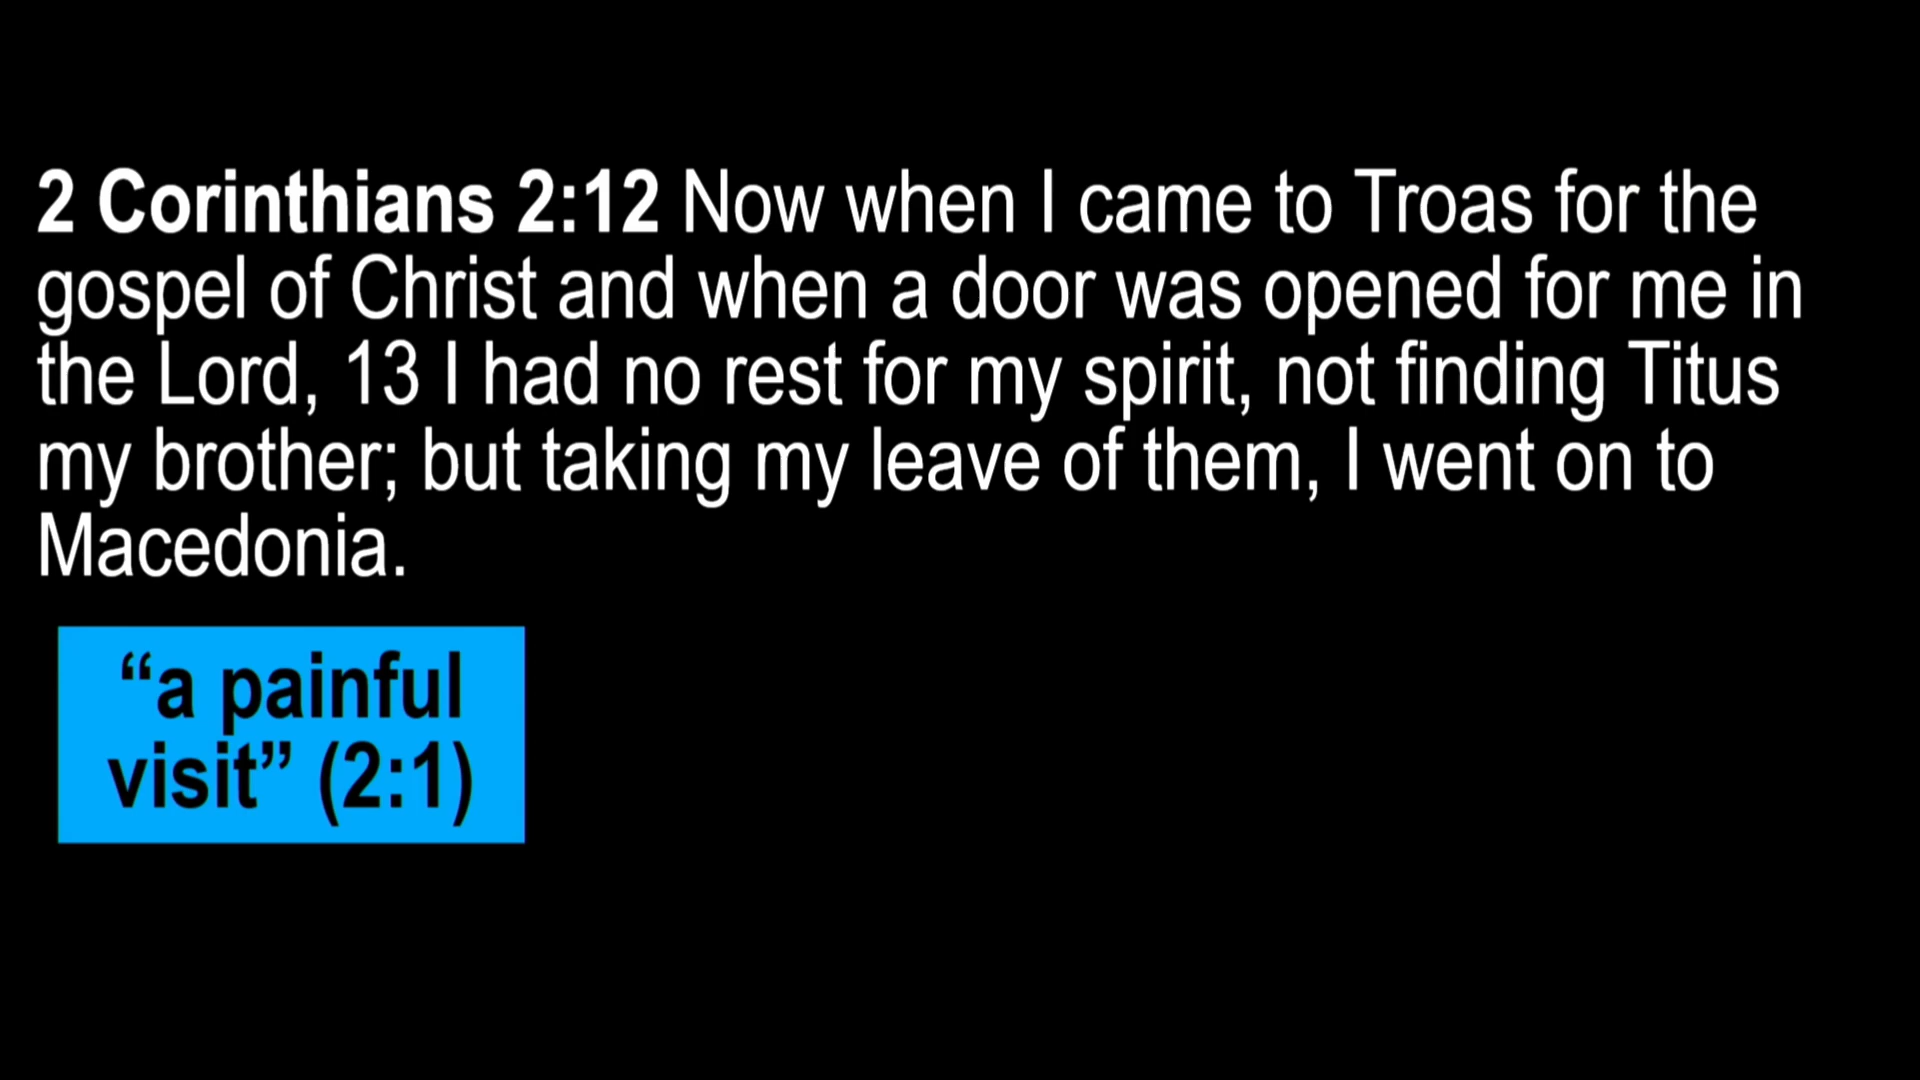 2 Corinthians 2:12 Now when I came to Troas for the
gospel of Christ and when a door was opened for me in
the Lord, 13 I had no rest for my spirit, not finding Titus
my brother; but taking my leave of them, I went on to
Macedonia.
“a painful
visit” (2:1)